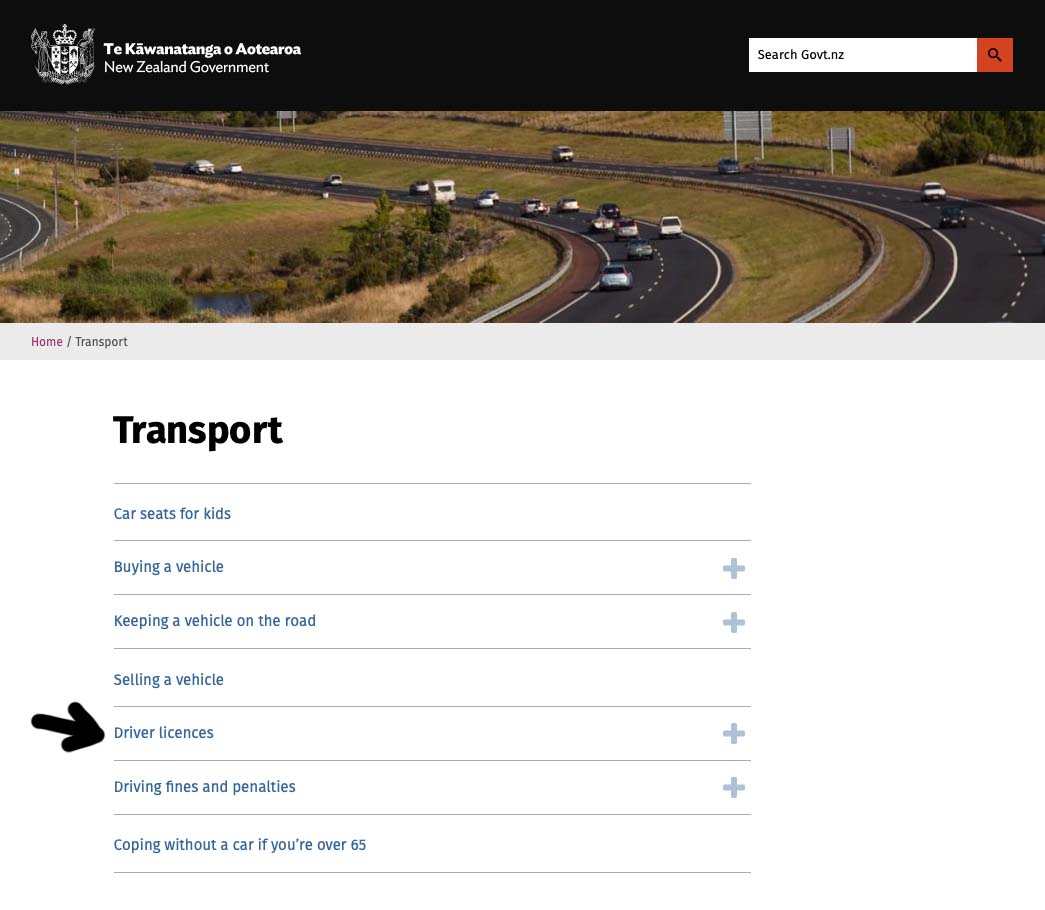 Te Kāwanatanga o Aotearoa
New Zealand Government
Search Govt.nz
Home / Transport
Transport
Car seats for kids
Buying a vehicle
Keeping a vehicle on the road
Selling a vehicle
Driver licences
Driving fines and penalties
Coping without a car if you’re over 65